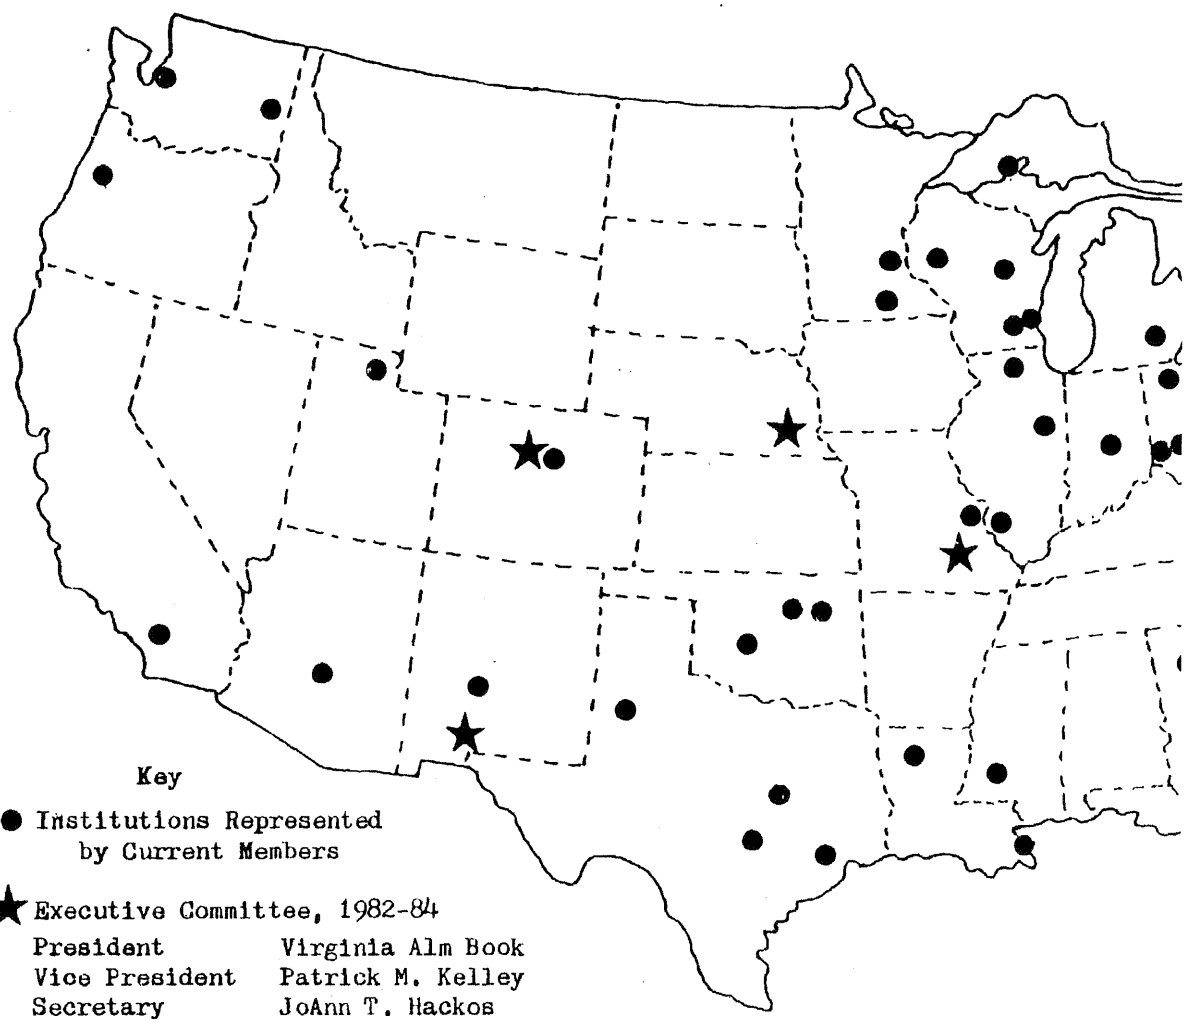 Key
Institutions Represented
by Current Members
Executive Committee, 1982-84
President Virginia Alm Book
Vice President Patrick M. Kelley
Secretary JoAnn T. Hackos